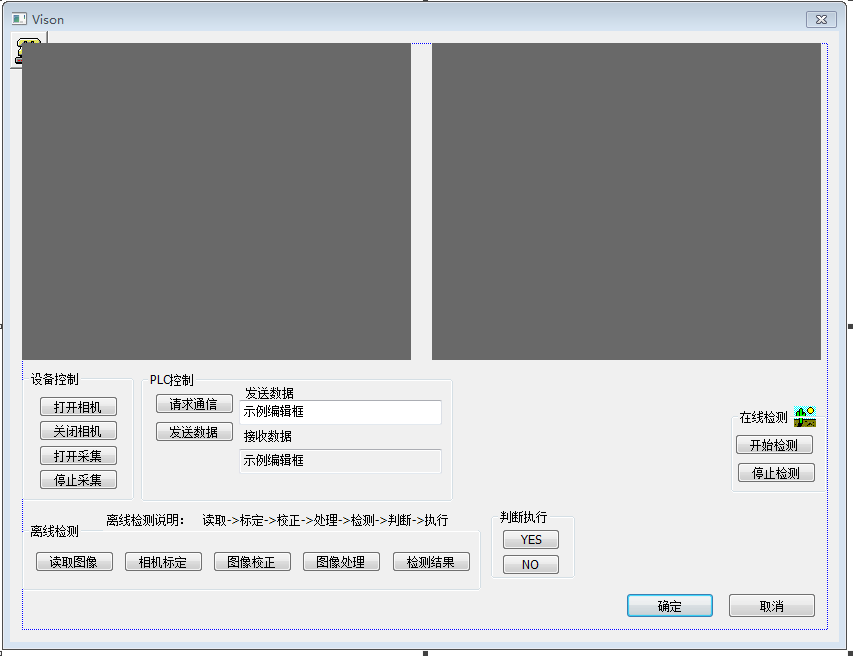 Vison
设备控制
打开相机
关闭相机
打开采集
停止采集
PLC控制
请求通信
发送数据
发送数据
示例编辑框
接收数据
示例编辑框
在线检测
开始检测
停止检测
离线检测说明： 读取->标定->校正->处理->检测->判断->执行
离线检测
读取图像
相机标定
图像校正
图像处理
检测结果
判断执行
YES
NO
确定
取消